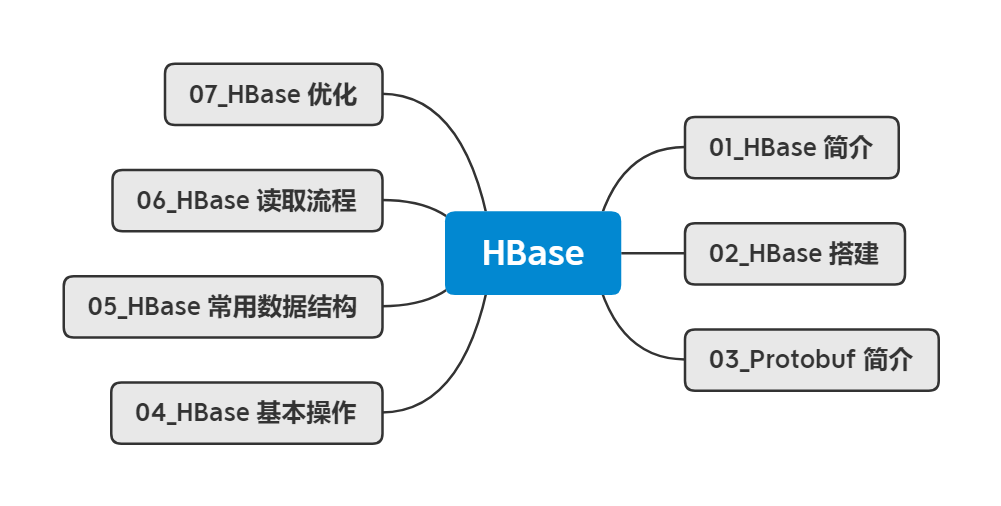 HBase
01_HBase 简介
02_HBase 搭建
03_Protobuf 简介
04_HBase 基本操作
05_HBase 常用数据结构
06_HBase 读取流程
07_HBase 优化